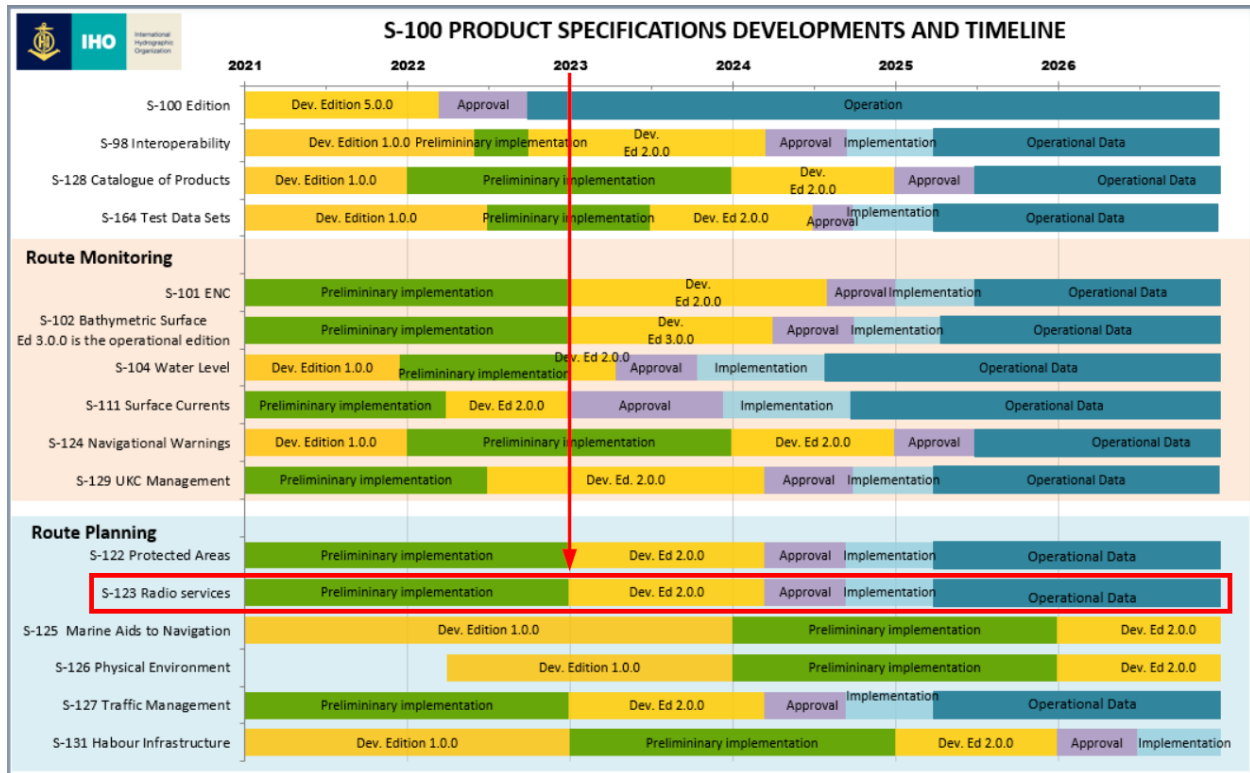 IHO
International
Hydrographic
Organization
S-100 PRODUCT SPECIFICATIONS DEVELOPMENTS AND TIMELINE
2021 2022 2023 2024 2025 2026
S-100 Edition Dev. Edition 5.0.0 Approval Operation
S-98 Interoperability Dev. Edition 1.0.0 Prelimininary implementation Dev. Ed 2.0.0 Approval Implementation Operational Data
S-128 Catalogue of Products Dev. Edition 1.0.0 Prelimininary implementation Dev. Ed 2.0.0 Approval Operational Data
S-164 Test Data Sets Dev. Edition 1.0.0 Prelimininary implementation Dev. Ed 2.0.0 Approval Implementation Operational Data
Route Monitoring
S-101 ENC Prelimininary implementation Dev. Ed 2.0.0 Approval Implementation Operational Data
S-102 Bathymetric Surface
Ed 3.0.0 is the operational edition Prelimininary implementation Dev. Ed 3.0.0 Approval Implementation Operational Data
S-104 Water Level Dev. Edition 1.0.0 Prelimininary implementation Dev. Ed 2.0.0 Approval Implementation Operational Data
S-111 Surface Currents Prelimininary implementation Dev. Ed 2.0.0 Approval Implementation Operational Data
S-124 Navigational Warnings Dev. Edition 1.0.0 Prelimininary implementation Dev. Ed 2.0.0 Approval Operational Data
S-129 UKC Management Prelimininary implementation Dev. Ed. 2.0.0 Approval Implementation Operational Data
Route Planning
S-122 Protected Areas Prelimininary implementation Dev. Ed 2.0.0 Approval Implementation Operational Data
S-123 Radio services Prelimininary implementation Dev. Ed 2.0.0 Approval Implementation Operational Data
S-125 Marine Aids to Navigation Dev. Edition 1.0.0 Prelimininary implementation Dev. Ed 2.0.0
S-126 Physical Environment Dev. Edition 1.0.0 Prelimininary implementation Dev. Ed 2.0.0
S-127 Traffic Management Prelimininary implementation Dev. Ed 2.0.0 Approval Implementation Operational Data
S-131 Habour Infrastructure Dev. Edition 1.0.0 Prelimininary implementation Dev. Ed 2.0.0 Approval Implementation